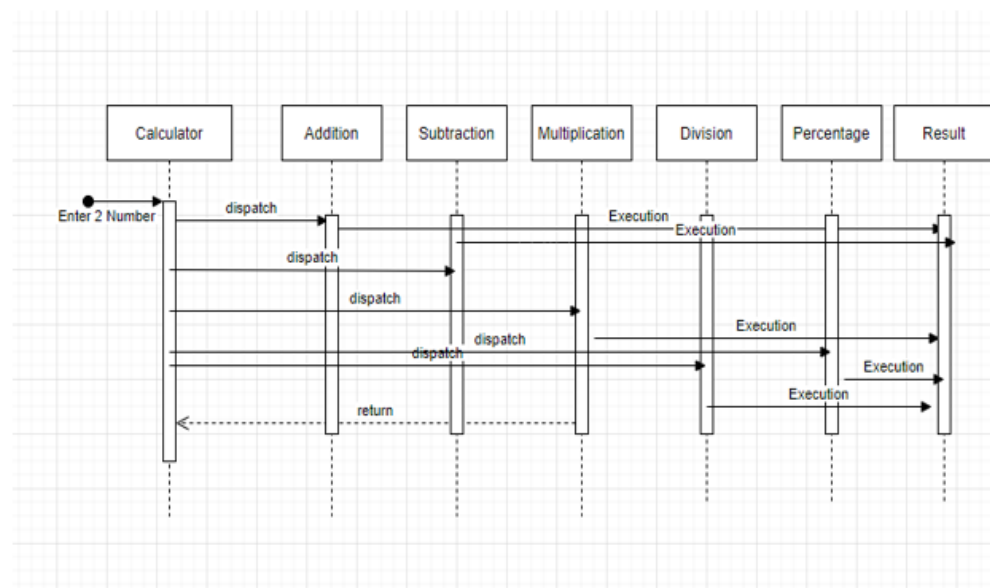 Calculator
Addition
Subtraction
Multiplication
Division
Percentage
Result
Enter 2 Number
dispatch
Execution
Execution
dispatch
dispatch
Execution
dispatch
dispatch
Execution
Execution
return